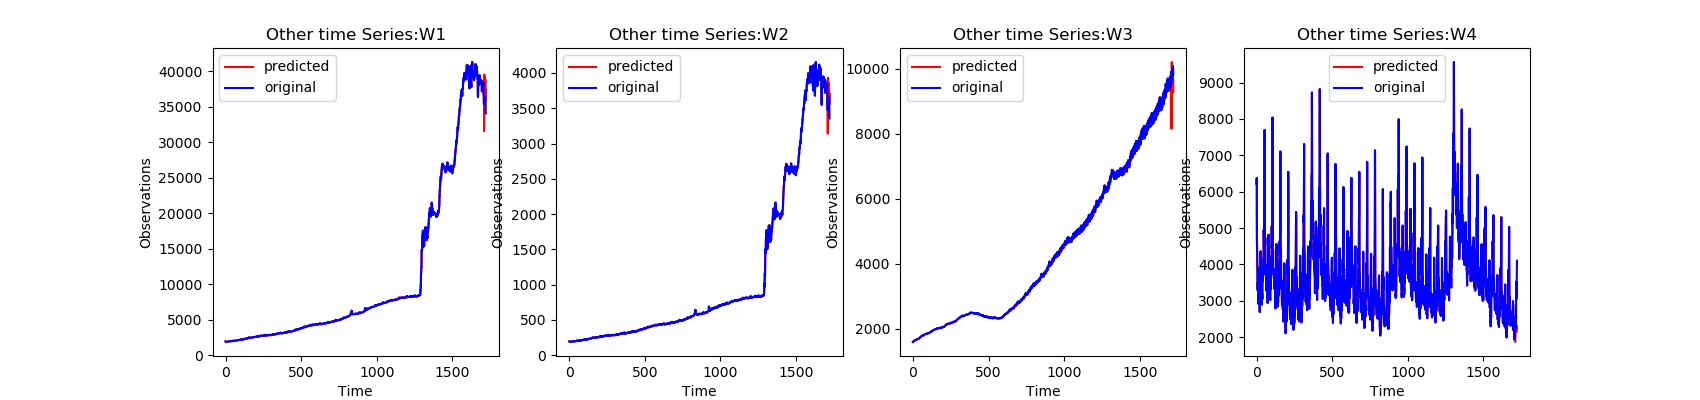 Other time Series:W1
predicted
original
40000
35000
30000
25000
20000
15000
10000
5000
0
Observations
0
500
1000
1500
Time
Other time Series:W2
predicted
original
4000
3500
3000
2500
2000
1500
1000
500
0
Observations
0
500
1000
1500
Time
Other time Series:W3
predicted
original
10000
8000
6000
4000
2000
Observations
0
500
1000
1500
Time
Other time Series:W4
predicted
original
9000
8000
7000
6000
5000
4000
3000
2000
Observations
0
500
1000
1500
Time